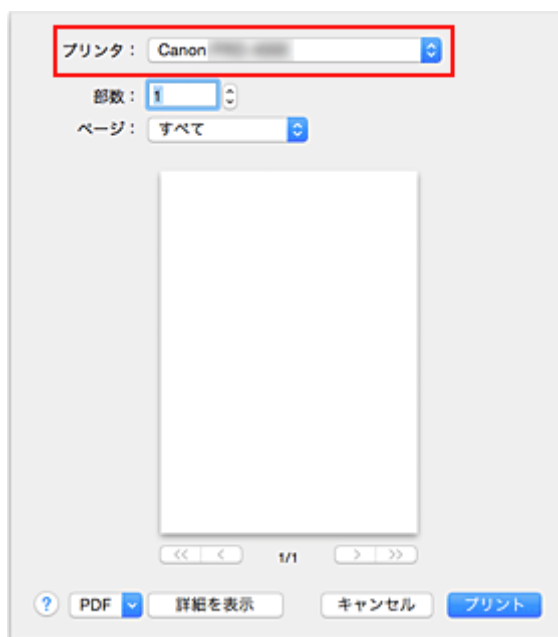 プリンタ： Canon
部数： 1
ページ： すべて
<< < 1/1 > >>
? PDF 詳細を表示 キャンセル プリント